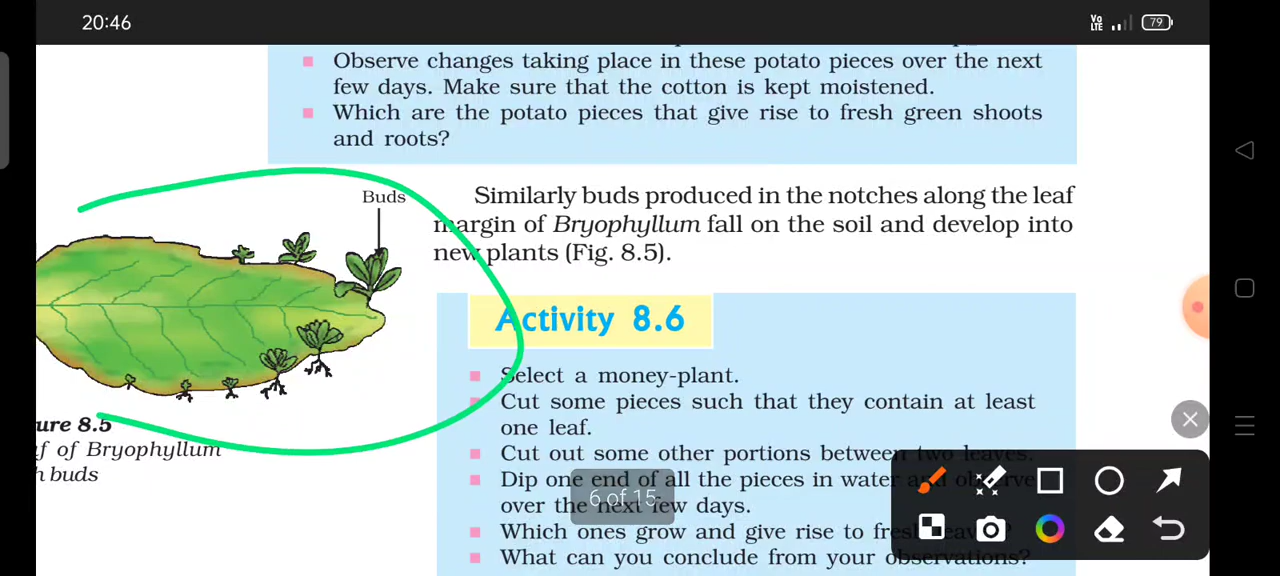 20:46
Vo
LTE
79
Observe changes taking place in these potato pieces over the next
few days. Make sure that the cotton is kept moistened.
Which are the potato pieces that give rise to fresh green shoots
and roots?
Buds
Similarly buds produced in the notches along the leaf
margin of Bryophyllum fall on the soil and develop into
new plants (Fig. 8.5).
ure 8.5
f of Bryophyllum
h buds
Activity 8.6
Select a money-plant.
Cut some pieces such that they contain at least
one leaf.
Cut out some other portions between two leaves.
Dip one end of all the pieces in water and observe
over the next few days.
Which ones grow and give rise to fresh leaves?
What can you conclude from your observations?
6 of 15